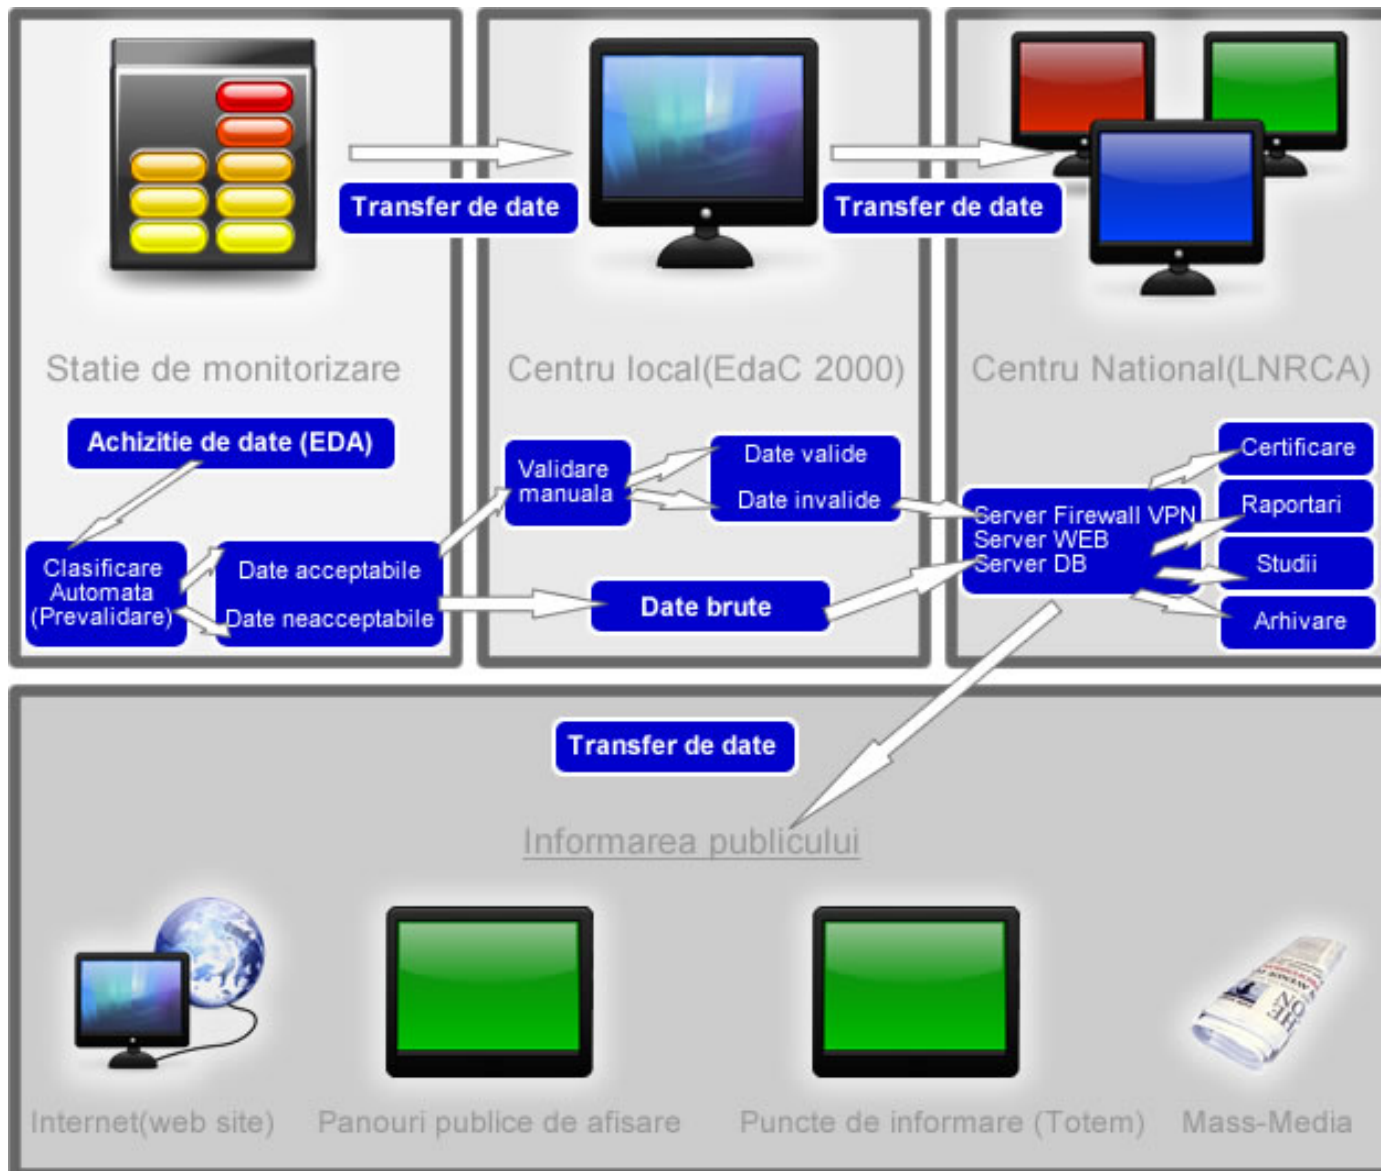 Transfer de date
Transfer de date
Statie de monitorizare
Centru local(EdaC 2000)
Centru National(LNRCA)
Achizitie de date (EDA)
Clasificare
Automata
(Prevalidare)
Date acceptabile
Date neacceptabile
Validare
manuala
Date valide
Date invalide
Date brute
Server Firewall VPN
Server WEB
Server DB
Certificare
Raportari
Studii
Arhivare
Transfer de date
Informarea publicului
Internet(web site)
Panouri publice de afisare
Puncte de informare (Totem)
Mass-Media